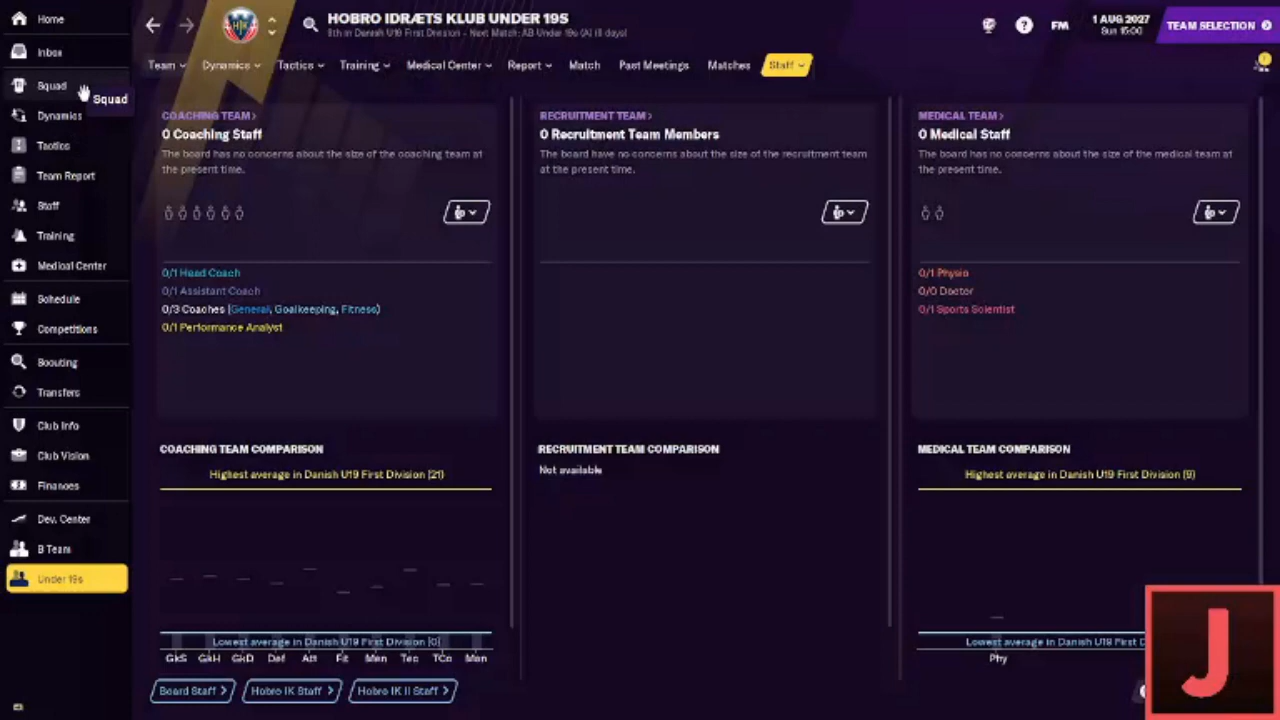 HOBRO IDRÆTS KLUB UNDER 19S
8th in Danish U19 First Division - Next Match: AB Under 19s (A) (6 days)
FM
1 AUG 2027
Sun 15:00
TEAM SELECTION
Team
Dynamics
Tactics
Training
Medical Center
Report
Match
Past Meetings
Matches
Staff
Home
Inbox
Squad
Squad
Dynamics
Tactics
Team Report
Staff
Training
Medical Center
Schedule
Competitions
Scouting
Transfers
Club Info
Club Vision
Finances
Dev. Center
B Team
Under 19s
COACHING TEAM
0 Coaching Staff
The board has no concerns about the size of the coaching team at
the present time.
0/1 Head Coach
0/1 Assistant Coach
0/3 Coaches (General, Goalkeeping, Fitness)
0/1 Performance Analyst
RECRUITMENT TEAM
0 Recruitment Team Members
The board have no concerns about the size of the recruitment team
at the present time.
MEDICAL TEAM
0 Medical Staff
The board has no concerns about the size of the medical team at
the present time.
0/1 Physio
0/0 Doctor
0/1 Sports Scientist
COACHING TEAM COMPARISON
Highest average in Danish U19 First Division (21)
Lowest average in Danish U19 First Division (0)
GkS GkH GkD Def Att Fit Men Tec TCo Man
RECRUITMENT TEAM COMPARISON
Not available
MEDICAL TEAM COMPARISON
Highest average in Danish U19 First Division (9)
Lowest average in Danish U19 First D
Phy
Board Staff
Hobro IK Staff
Hobro IK II Staff
J